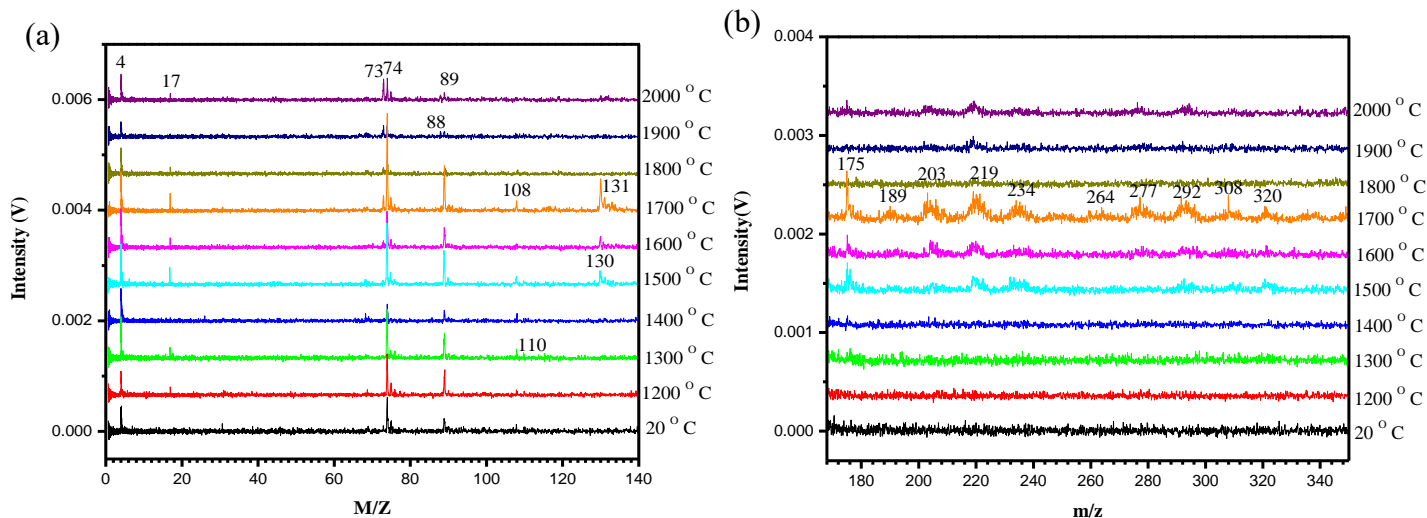 (a)
4
17
73
74
89
88
108
131
130
110
2000 ° C
1900 ° C
1800 ° C
1700 ° C
1600 ° C
1500 ° C
1400 ° C
1300 ° C
1200 ° C
20 ° C
0.006
0.004
0.002
0.000
Intensity (V)
0 20 40 60 80 100 120 140
M/Z
(b)
175
189
203
219
234
264
277
292
308
320
2000 ° C
1900 ° C
1800 ° C
1700 ° C
1600 ° C
1500 ° C
1400 ° C
1300 ° C
1200 ° C
20 ° C
0.004
0.003
0.002
0.001
0.000
Intensity(V)
180 200 220 240 260 280 300 320 340
m/z